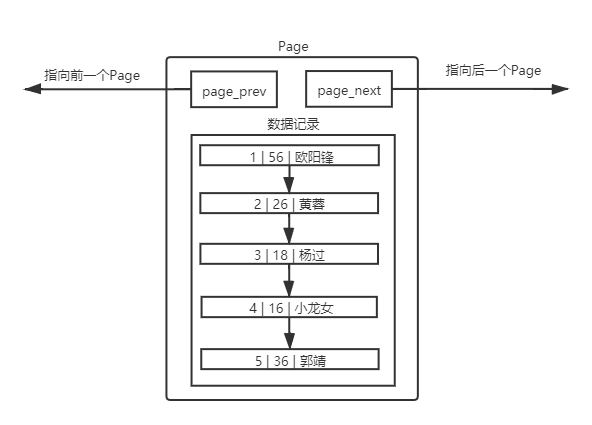 Page
指向前一个Page
指向后一个Page
page_prev
page_next
数据记录
1 | 56 | 欧阳锋
2 | 26 | 黄蓉
3 | 18 | 杨过
4 | 16 | 小龙女
5 | 36 | 郭靖